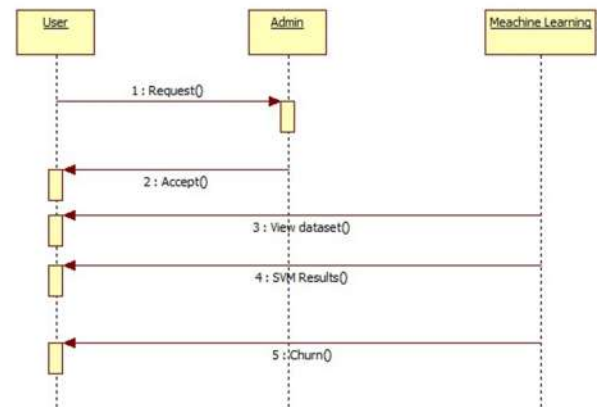 User
Admin
Meachine Learning
1 : Request()
2 : Accept()
3 : View dataset()
4 : SVM Results()
5 : Churn()